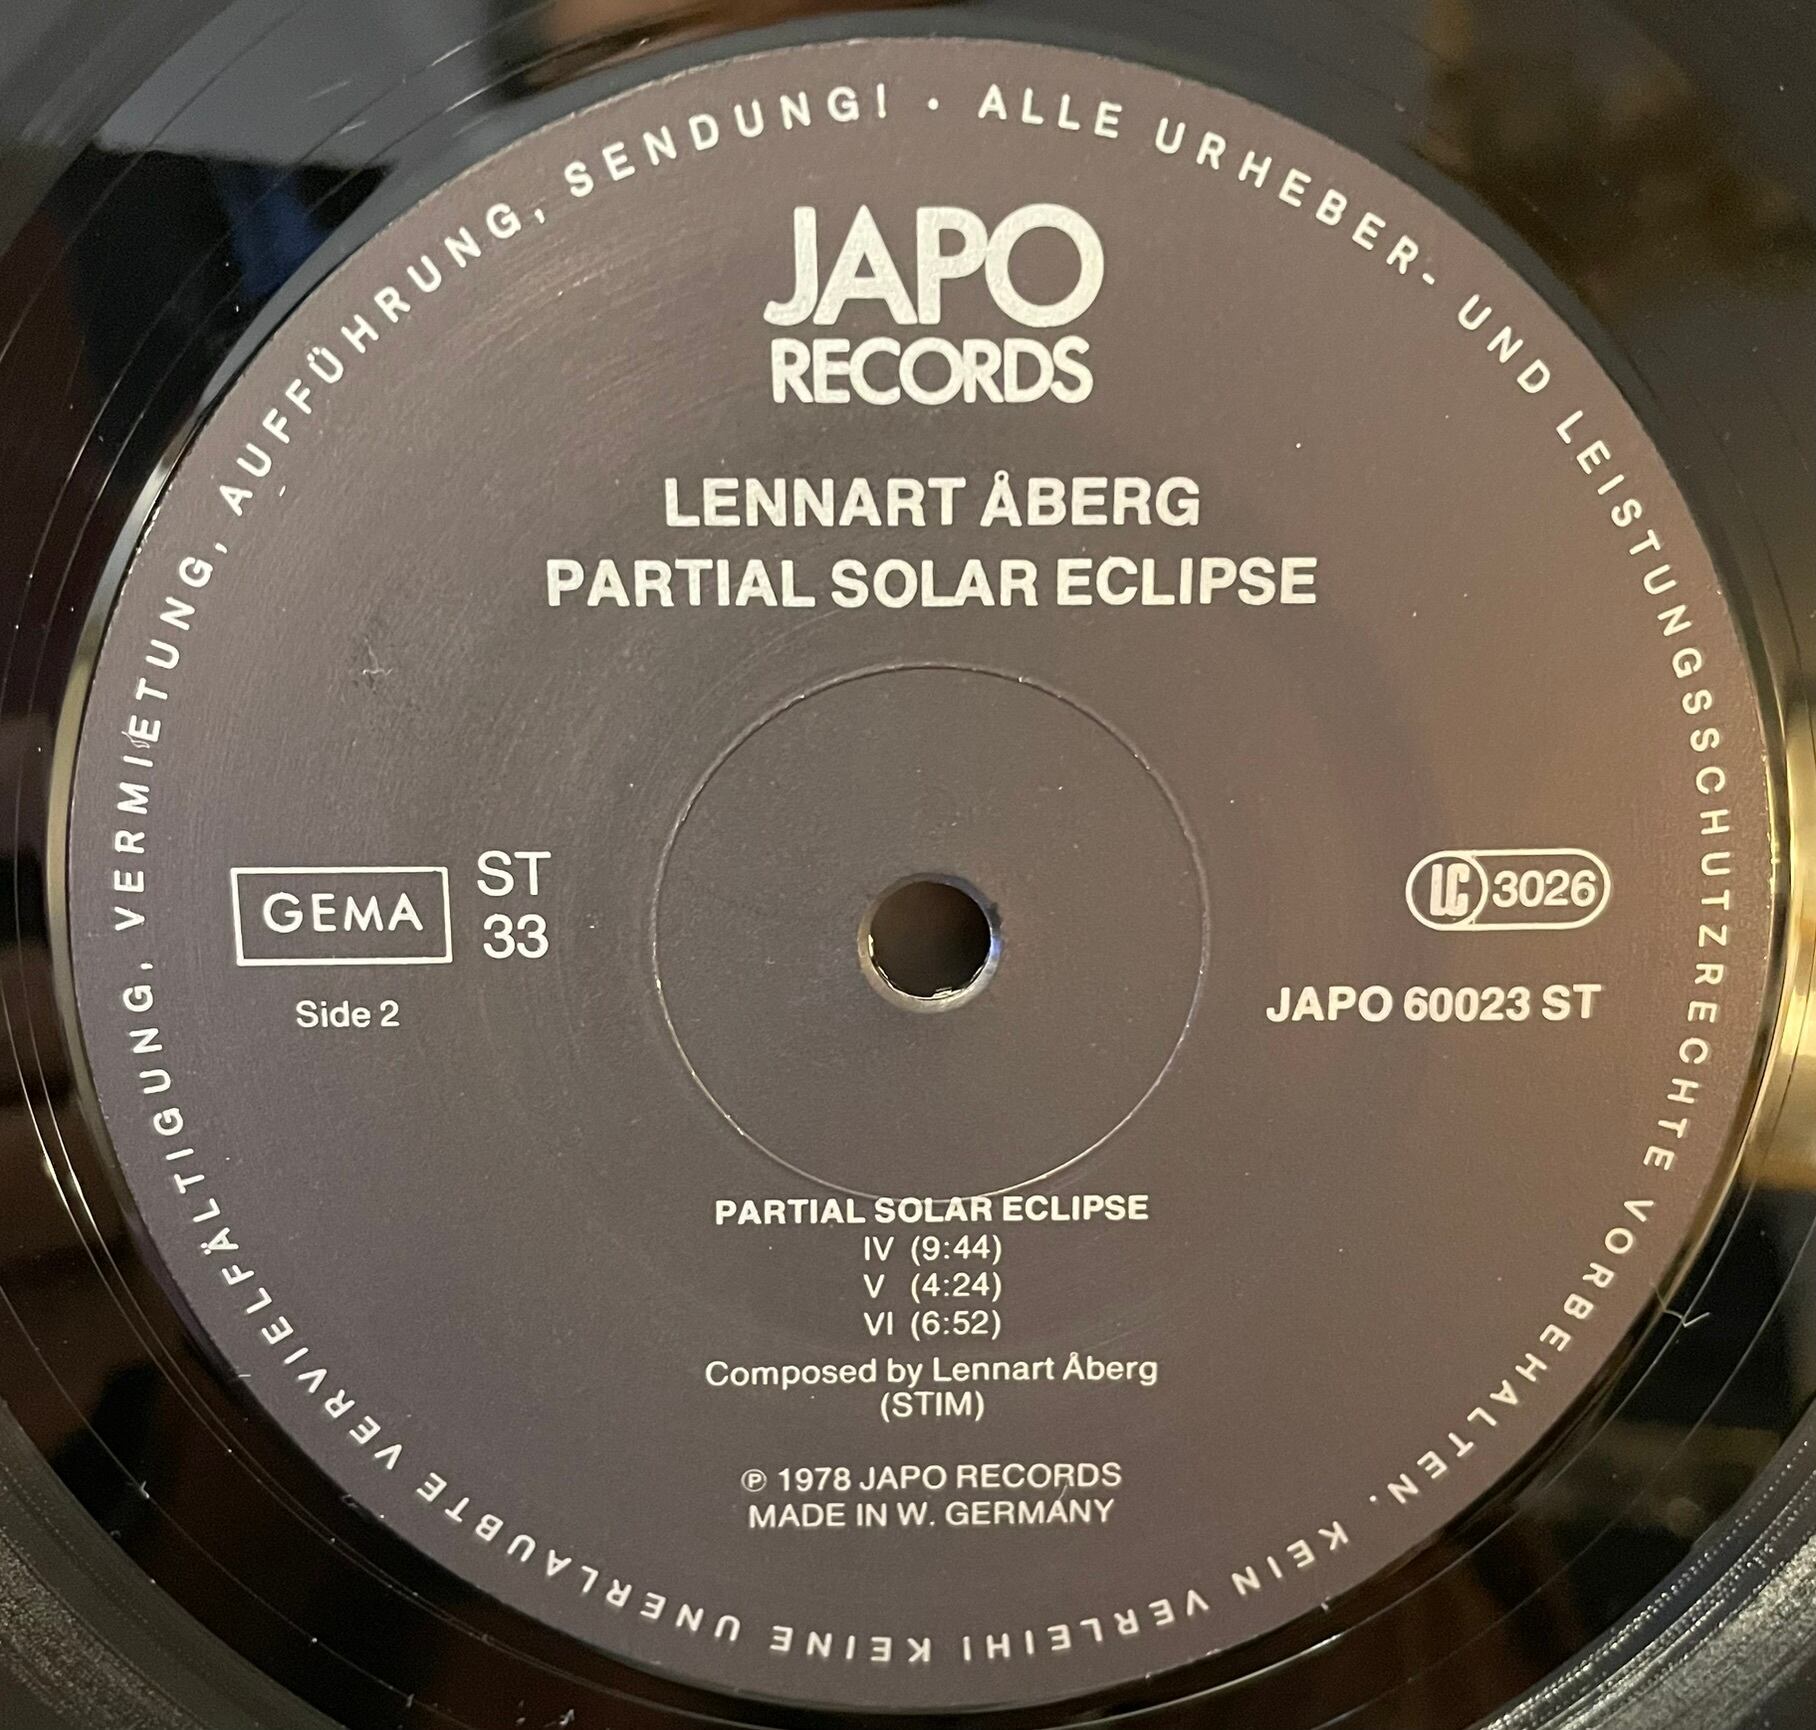 ALLE URHEBER- UND LEISTUNGSSCHUTZRECHTE VORBEHALTEN. KEIN VERLEIH! KEINE UNERLAUBTE VERVIELFÄLTIGUNG, VERMIETUNG, AUFFÜHRUNG, SENDUNG! ·
JAPO
RECORDS
LENNART ÅBERG
PARTIAL SOLAR ECLIPSE
GEMA
ST
33
Side 2
LC 3026
JAPO 60023 ST
PARTIAL SOLAR ECLIPSE
IV (9:44)
V (4:24)
VI (6:52)
Composed by Lennart Åberg
(STIM)
℗ 1978 JAPO RECORDS
MADE IN W. GERMANY